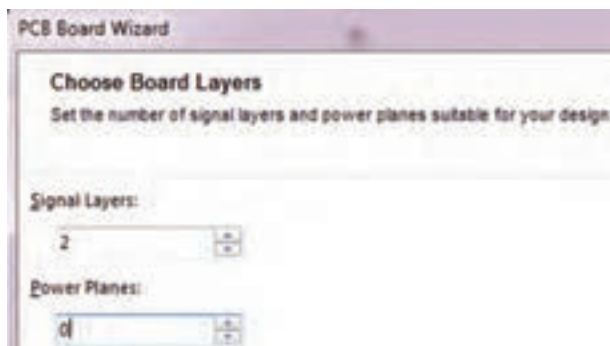 PCB Board Wizard
Choose Board Layers
Set the number of signal layers and power planes suitable for your design
Signal Layers:
2
Power Planes:
0